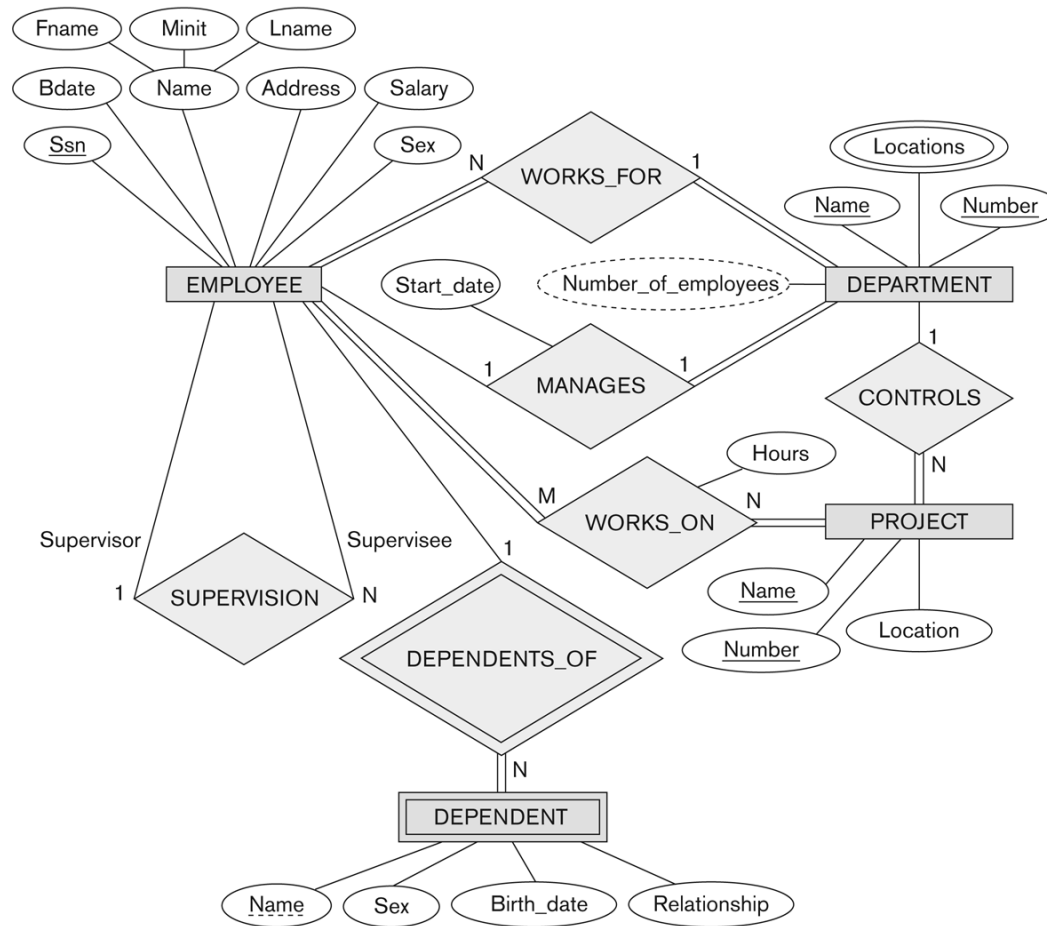 Fname
Minit
Lname
Bdate
Name
Address
Salary
Ssn
Sex
N
WORKS_FOR
1
Locations
Name
Number
EMPLOYEE
Start_date
Number_of_employees
DEPARTMENT
1
MANAGES
1
1
CONTROLS
N
Hours
M
WORKS_ON
N
PROJECT
Supervisor
Supervisee
1
SUPERVISION
N
1
Name
Number
Location
DEPENDENTS_OF
N
DEPENDENT
Name
Sex
Birth_date
Relationship